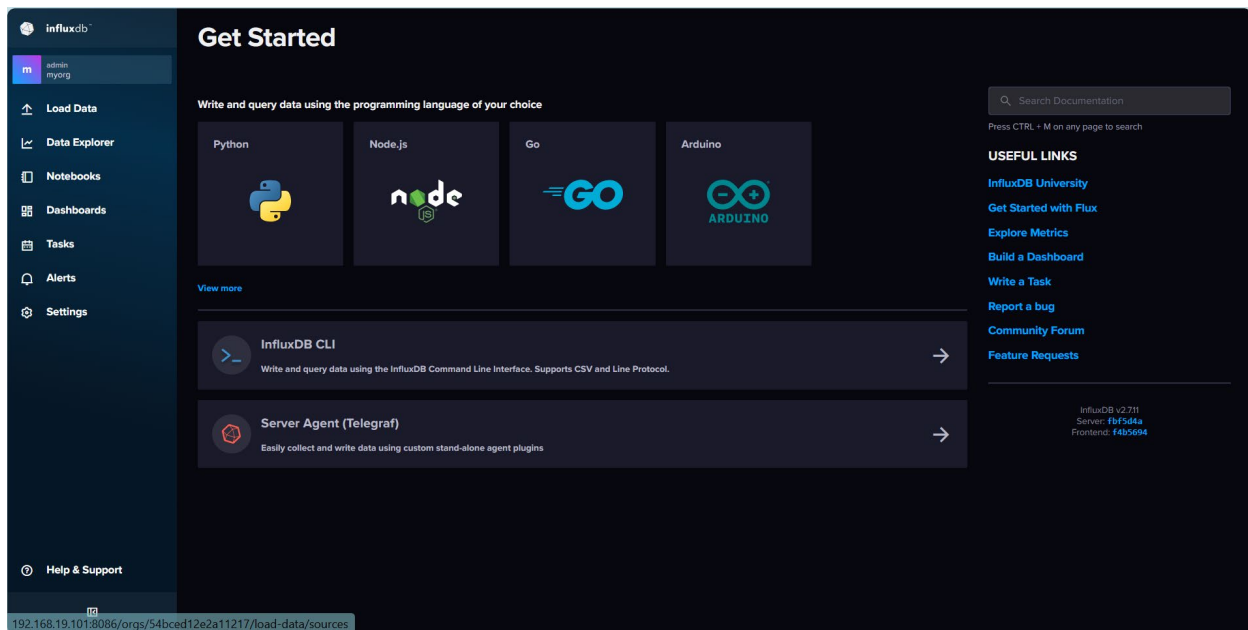 influxdb™
m
admin
myorg
Load Data
Data Explorer
Notebooks
Dashboards
Tasks
Alerts
Settings
Help & Support
192.168.19.101:8086/orgs/54bced12e2a11217/load-data/sources
Get Started
Write and query data using the programming language of your choice
Python
Node.js
Go
Arduino
node
JS
GO
ARDUINO
View more
InfluxDB CLI
Write and query data using the InfluxDB Command Line Interface. Supports CSV and Line Protocol.
Server Agent (Telegraf)
Easily collect and write data using custom stand-alone agent plugins
Search Documentation
Press CTRL + M on any page to search
USEFUL LINKS
InfluxDB University
Get Started with Flux
Explore Metrics
Build a Dashboard
Write a Task
Report a bug
Community Forum
Feature Requests
InfluxDB v2.7.11
Server: fbf5d4a
Frontend: f4b5694